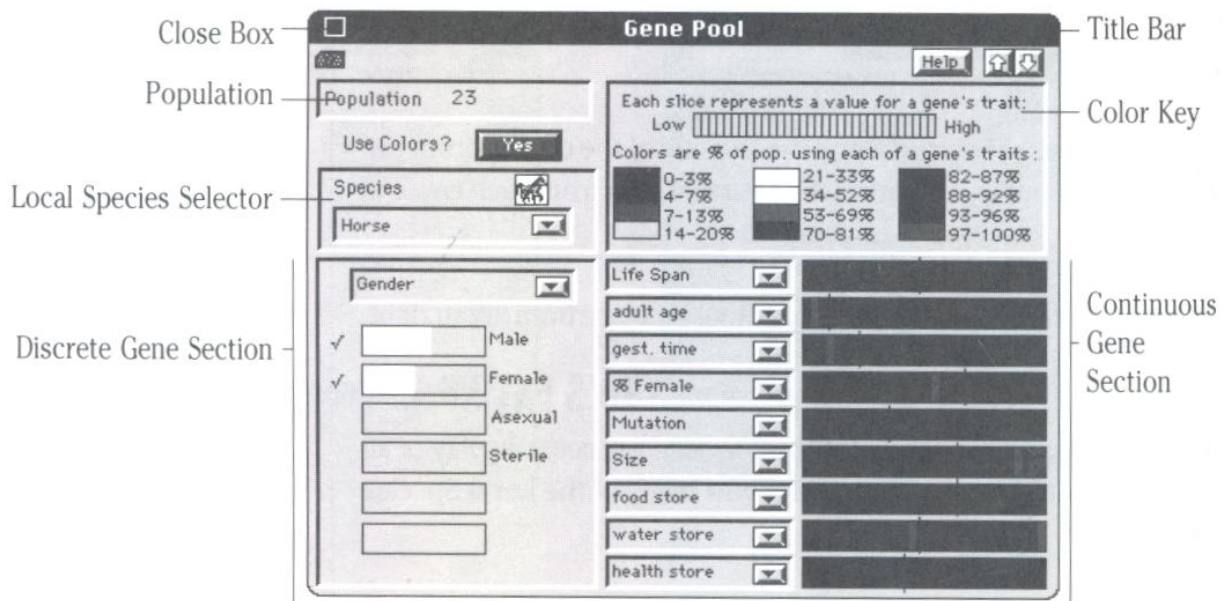 Close Box
Gene Pool
Title Bar
Help
Population
Population 23
Use Colors? Yes
Each slice represents a value for a gene's trait:
Low High
Color Key
Colors are % of pop. using each of a gene's traits:
0-3% 21-33% 82-87%
4-7% 34-52% 88-92%
7-13% 53-69% 93-96%
14-20% 70-81% 97-100%
Local Species Selector
Species
Horse
Discrete Gene Section
Gender
Male
Female
Asexual
Sterile
Life Span
adult age
gest. time
% Female
Mutation
Size
food store
water store
health store
Continuous
Gene
Section